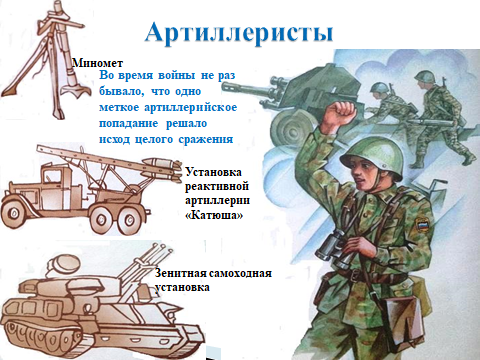 Артиллеристы
Миномет
Во время войны не раз
бывало, что одно
меткое артиллерийское
попадание решало
исход целого сражения
Установка
реактивной
артиллерии
«Катюша»
Зенитная самоходная
установка